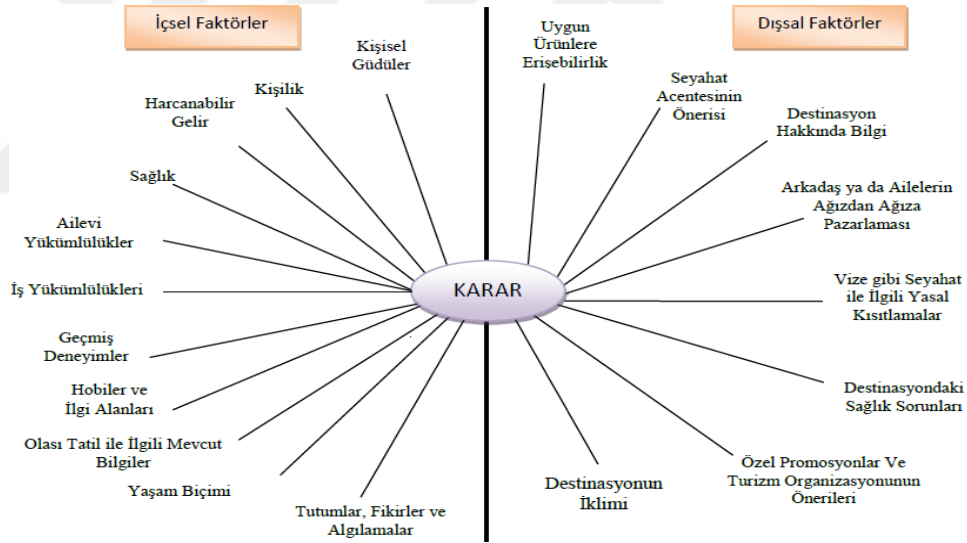 İçsel Faktörler
Kişisel
Güdüler
Kişilik
Harcanabilir
Gelir
Sağlık
Ailevi
Yükümlülükler
İş Yükümlülükleri
Geçmiş
Deneyimler
Hobiler ve
İlgi Alanları
Olası Tatil ile İlgili Mevcut
Bilgiler
Yaşam Biçimi
Tutumlar, Fikirler ve
Algılamalar
KARAR
Dışsal Faktörler
Uygun
Ürünlere
Erişebilirlik
Seyahat
Acentesinin
Önerisi
Destinasyon
Hakkında Bilgi
Arkadaş ya da Ailelerin
Ağızdan Ağıza
Pazarlaması
Vize gibi Seyahat
ile İlgili Yasal
Kısıtlamalar
Destinasyondaki
Sağlık Sorunları
Özel Promosyonlar Ve
Turizm Organizasyonunun
Önerileri
Destinasyonun
İklimi